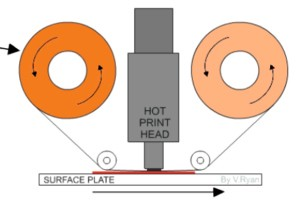 HOT
PRINT
HEAD
SURFACE PLATE
By V.Ryan